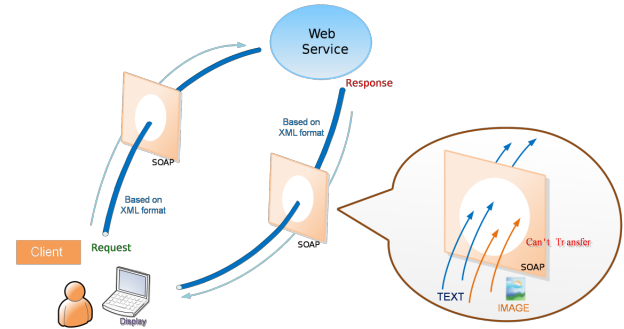 Web
Service
Response
Based on
XML format
SOAP
Based on
XML format
SOAP
Client
Request
Display
Can't Transfer
SOAP
TEXT
IMAGE